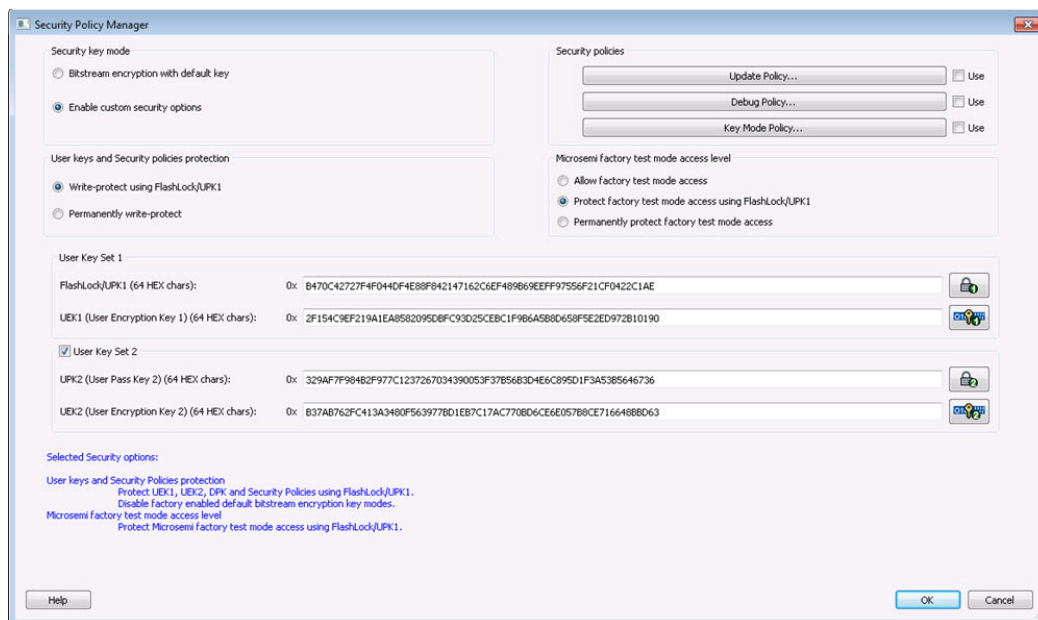 Security Policy Manager
Security key mode
Bitstream encryption with default key
Enable custom security options
Security policies
Update Policy... Use
Debug Policy... Use
Key Mode Policy... Use
User keys and Security policies protection
Write-protect using FlashLock/UPK1
Permanently write-protect
Microsemi factory test mode access level
Allow factory test mode access
Protect factory test mode access using FlashLock/UPK1
Permanently protect factory test mode access
User Key Set 1
FlashLock/UPK1 (64 HEX chars): 0x B470C42727F4F044DF4E88F842147162C6EF489B69EEFF97556F21CF0422C1AE
UEK1 (User Encryption Key 1) (64 HEX chars): 0x 2F154C9EF219A1EA8582095DBFC93D25CEBC1F9B6A5B8D658F5E2ED972B10190
User Key Set 2
UPK2 (User Pass Key 2) (64 HEX chars): 0x 329AF7F984B2F977C1237267034390053F37B56B3D4E6C895D1F3A53B5646736
UEK2 (User Encryption Key 2) (64 HEX chars): 0x B37AB762FC413A3480F563977BD1EB7C17AC770BD6CE6E057B8CE716648BBD63
Selected Security options:
User keys and Security Policies protection
Protect UEK1, UEK2, DPK and Security Policies using FlashLock/UPK1.
Disable factory enabled default bitstream encryption key modes.
Microsemi factory test mode access level
Protect Microsemi factory test mode access using FlashLock/UPK1.
Help OK Cancel